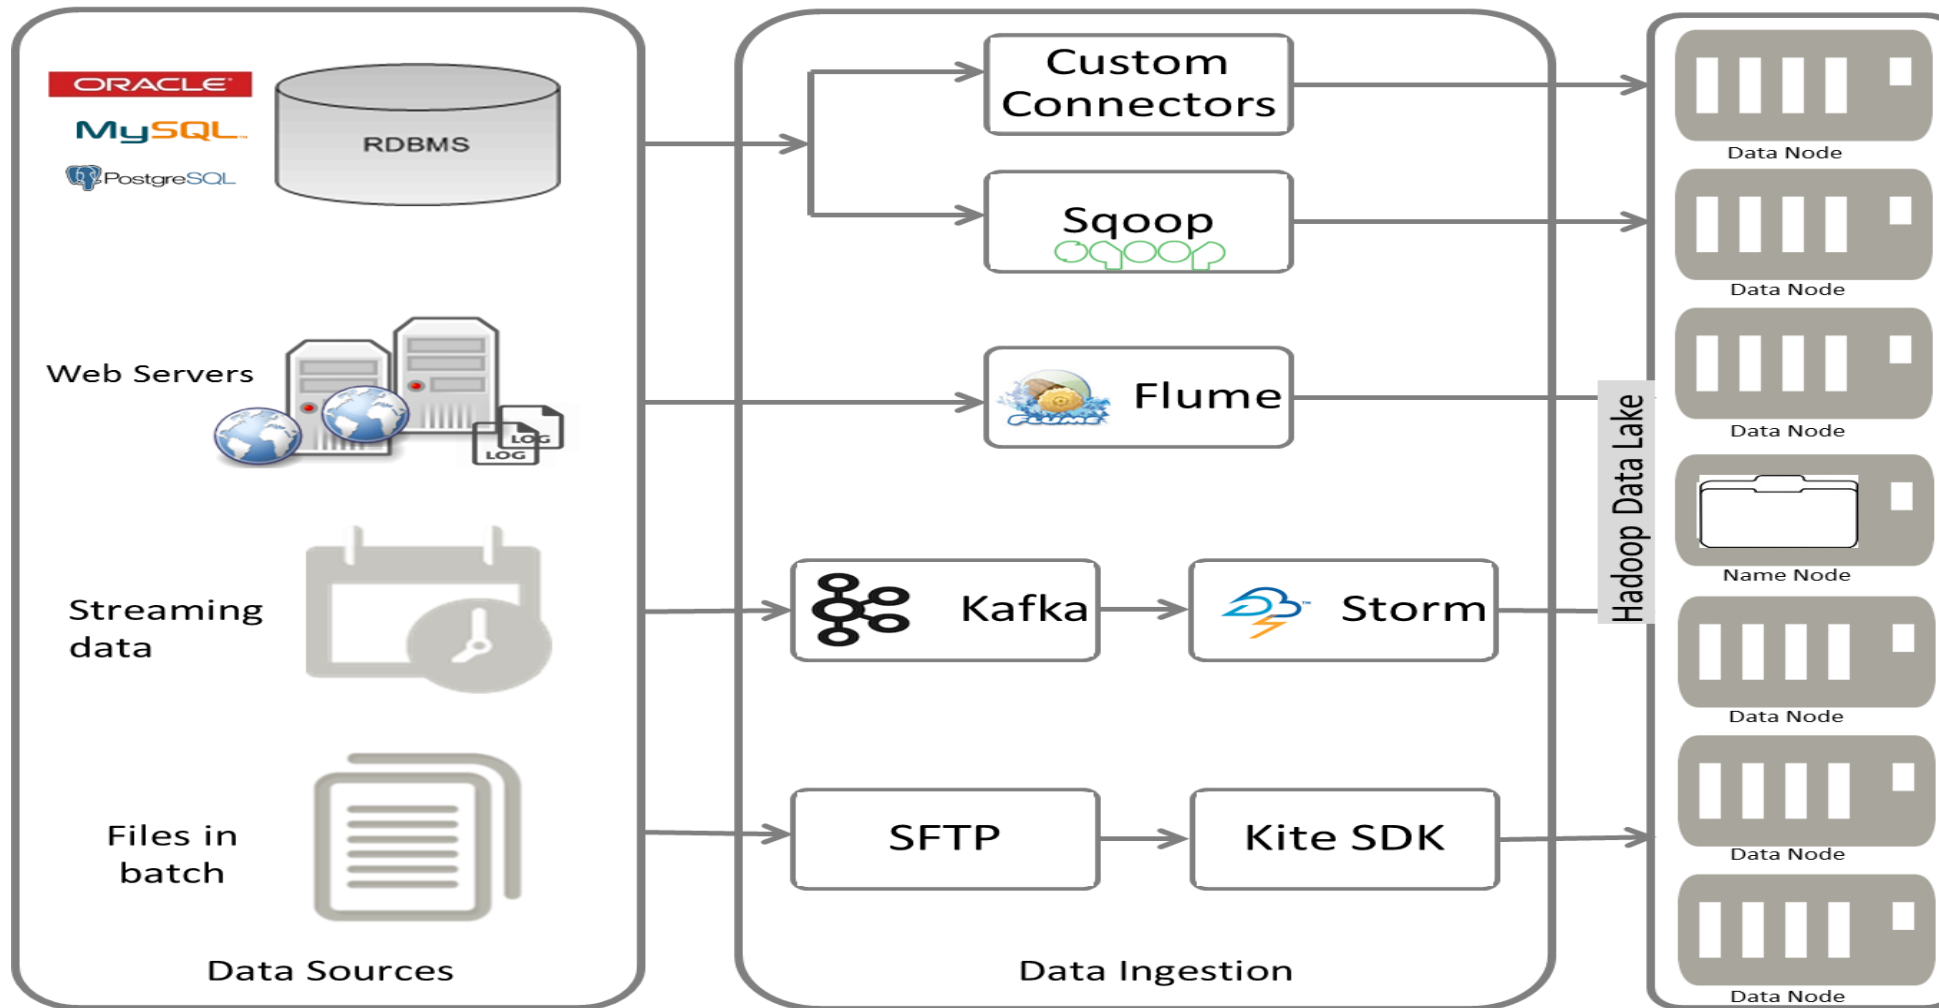 ORACLE
MySQL
PostgreSQL
RDBMS
Web Servers
LOG
LOG
Streaming
data
Files in
batch
Data Sources
Custom
Connectors
Sqoop
sqoop
FLUME
Flume
Kafka
Storm
SFTP
Kite SDK
Data Ingestion
Hadoop Data Lake
Data Node
Data Node
Data Node
Name Node
Data Node
Data Node
Data Node